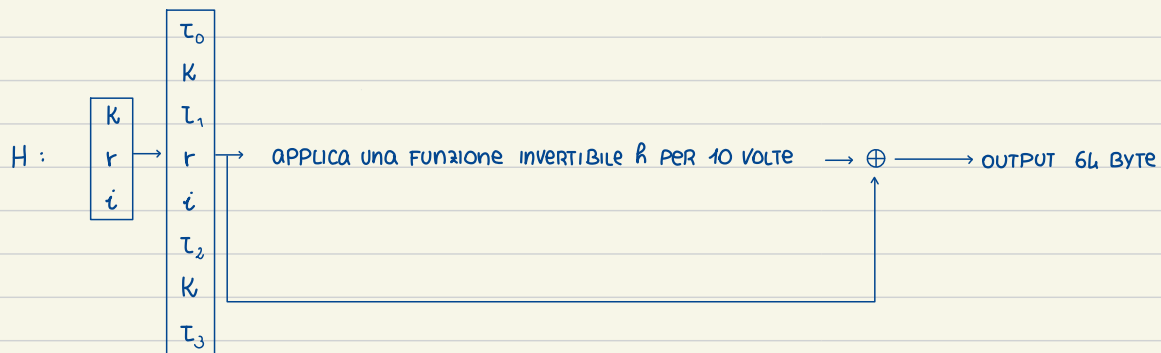 τ₀
K
K
τ₁
H :
r
r
aPPLICA Una FUNZIONE INVERTIBILE h PER 10 VOLTE
⊕
OUTPUT 64 BYTE
i
i
τ₂
K
τ₃